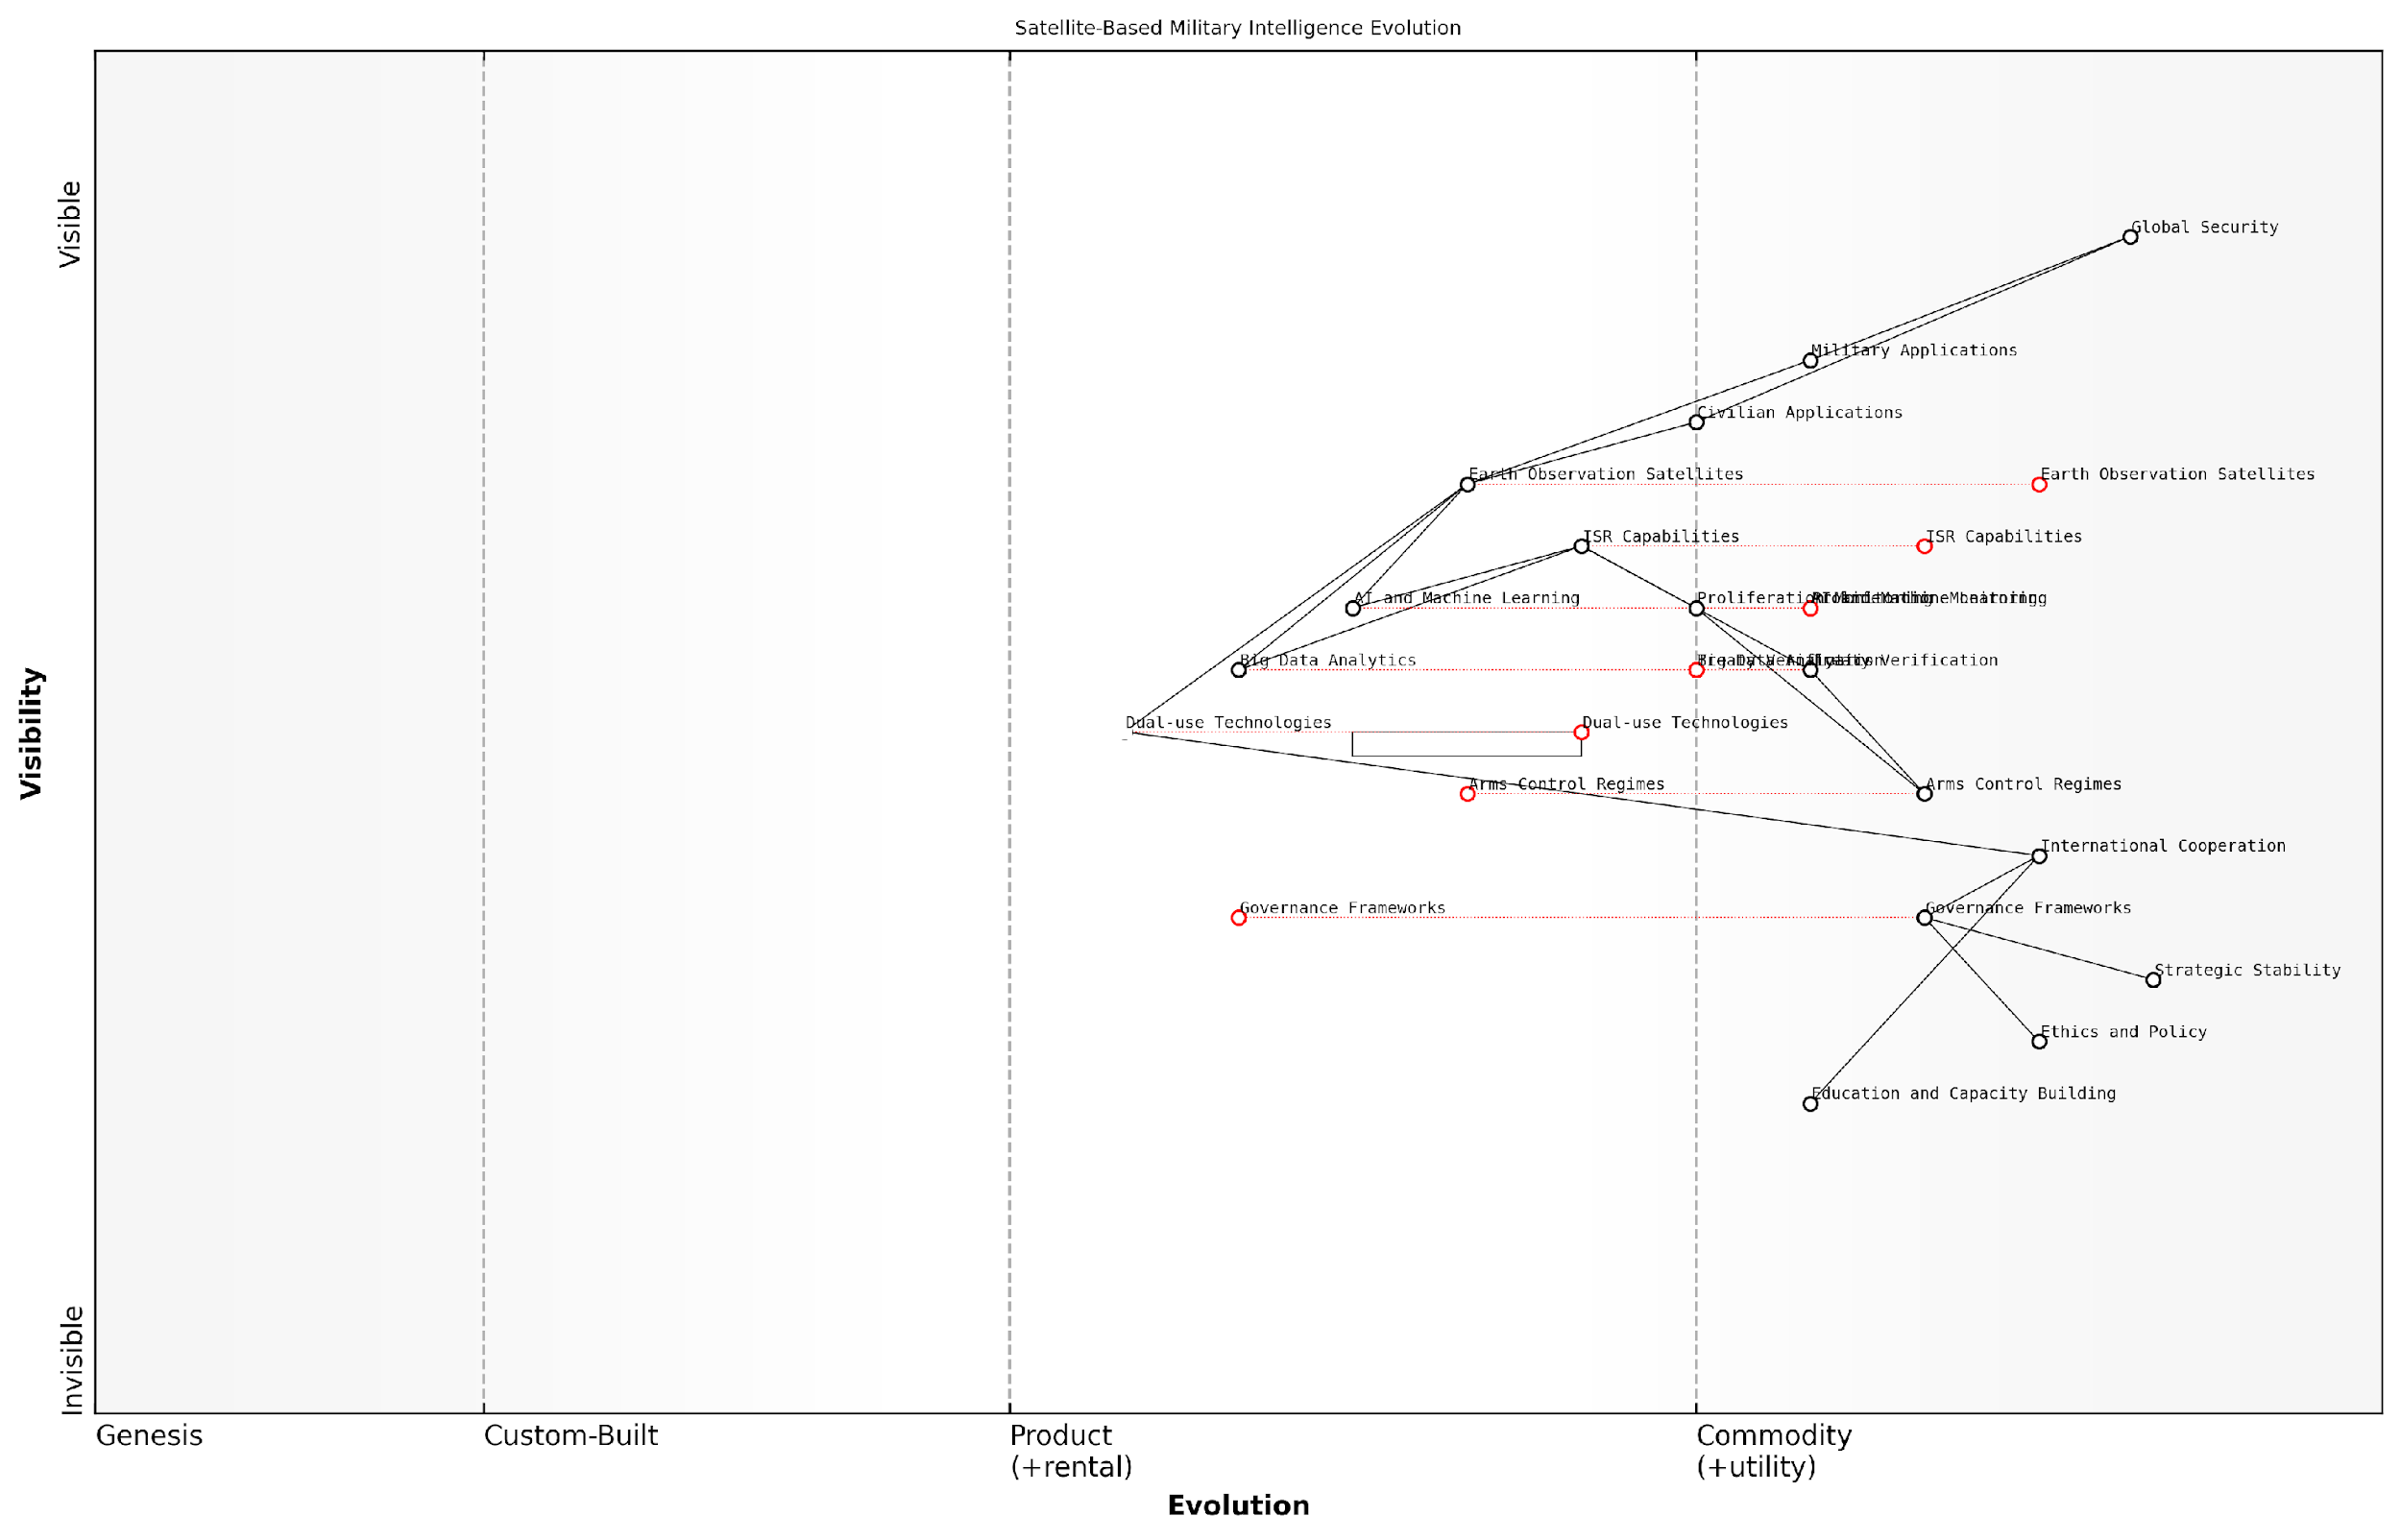 Satellite-Based Military Intelligence Evolution
Visible
Global Security
Military Applications
Civilian Applications
Earth Observation Satellites
Earth Observation Satellites
ISR Capabilities
ISR Capabilities
AI and Machine Learning
Big Data Analytics
Dual-use Technologies
Dual-use Technologies
Arms Control Regimes
Arms Control Regimes
International Cooperation
Governance Frameworks
Governance Frameworks
Strategic Stability
Ethics and Policy
Education and Capacity Building
Visibility
Invisible
Genesis
Custom-Built
Product
(+rental)
Commodity
(+utility)
Evolution